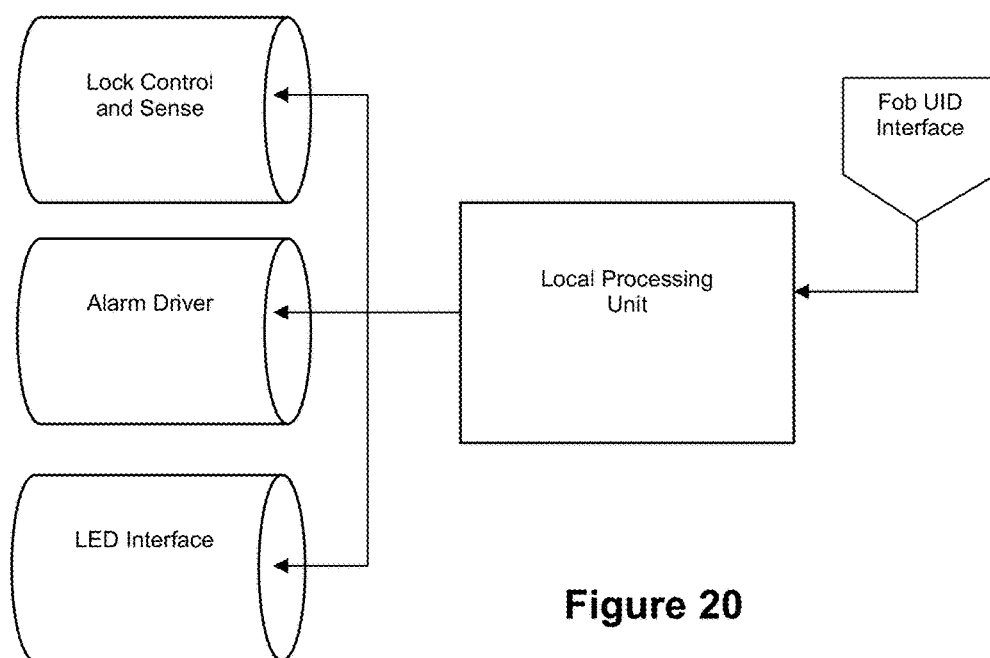 Lock Control
and Sense
Fob UID
Interface
Local Processing
Unit
Alarm Driver
LED Interface
Figure 20